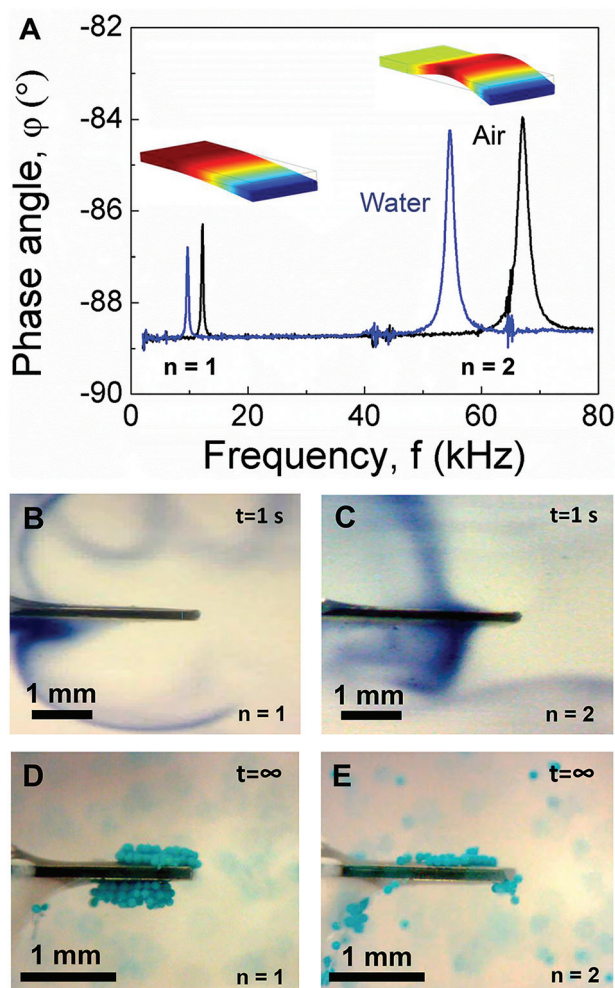 A
-82
-84
-86
-88
-90
Phase angle, φ (°)
Air
Water
n = 1
n = 2
0
20
40
60
80
Frequency, f (kHz)
B
t=1 s
1 mm
n = 1
C
t=1 s
1 mm
n = 2
D
t=∞
1 mm
n = 1
E
t=∞
1 mm
n = 2